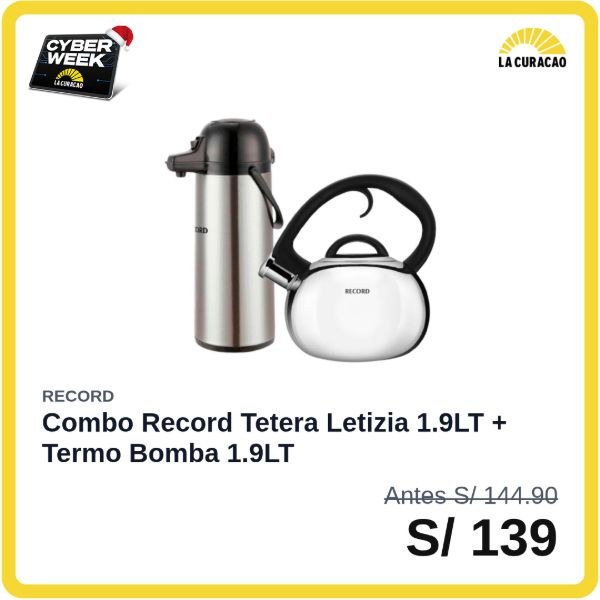 CYBER
WEEK
LA CURACAO
LA CURACAO
RECORD
RECORD
Combo Record Tetera Letizia 1.9LT +
Termo Bomba 1.9LT
Antes S/ 144.90
S/ 139